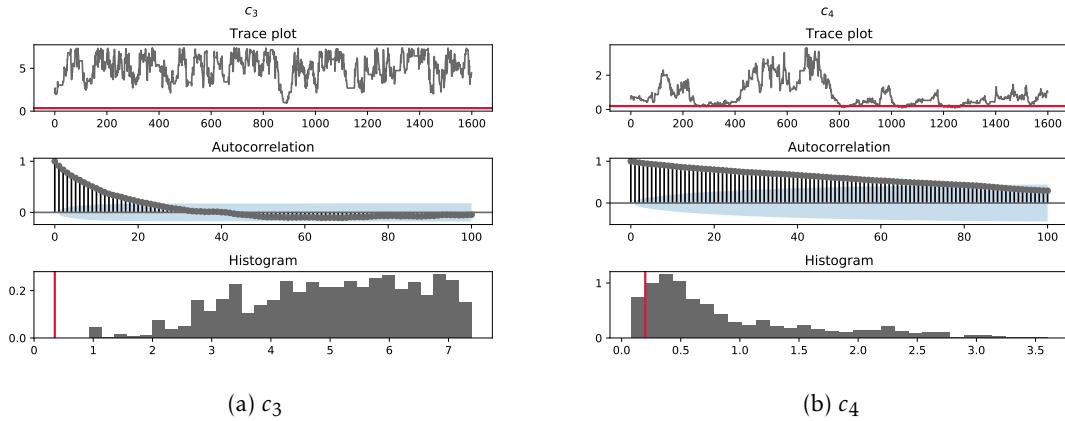 c₃
Trace plot
5
0
0 200 400 600 800 1000 1200 1400 1600
Autocorrelation
1
0
0 20 40 60 80 100
Histogram
0.2
0.0
0 1 2 3 4 5 6 7
(a) c₃
c₄
Trace plot
2
0
0 200 400 600 800 1000 1200 1400 1600
Autocorrelation
1
0
0 20 40 60 80 100
Histogram
1
0
0.0 0.5 1.0 1.5 2.0 2.5 3.0 3.5
(b) c₄